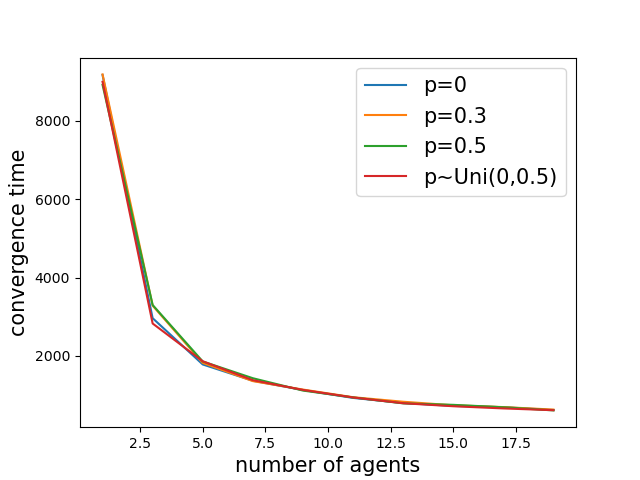 p=0
p=0.3
p=0.5
p~Uni(0,0.5)
8000
6000
4000
2000
convergence time
2.5 5.0 7.5 10.0 12.5 15.0 17.5
number of agents